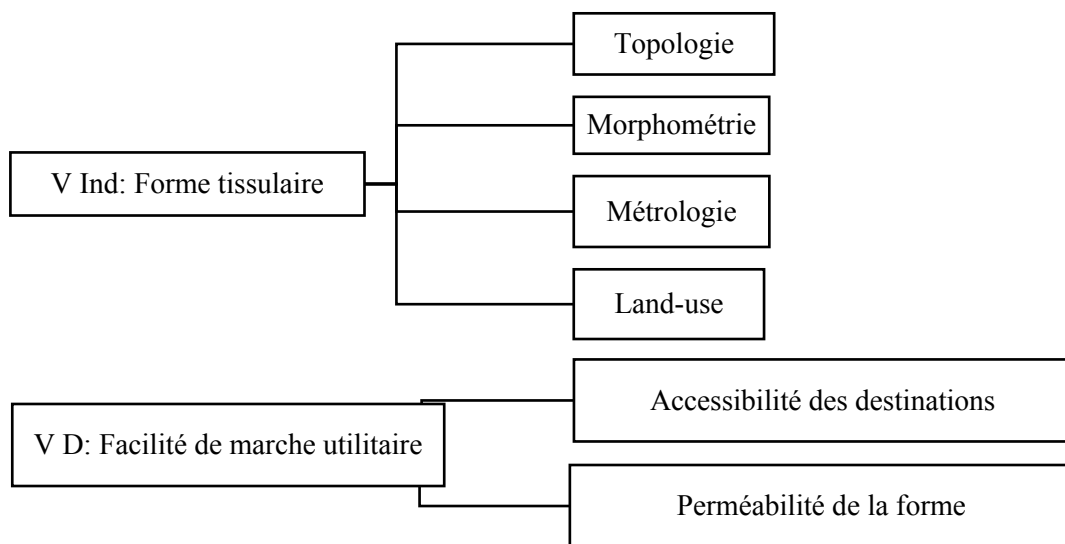 Topologie
Morphométrie
V Ind: Forme tissulaire
Métrologie
Land-use
Accessibilité des destinations
V D: Facilité de marche utilitaire
Perméabilité de la forme